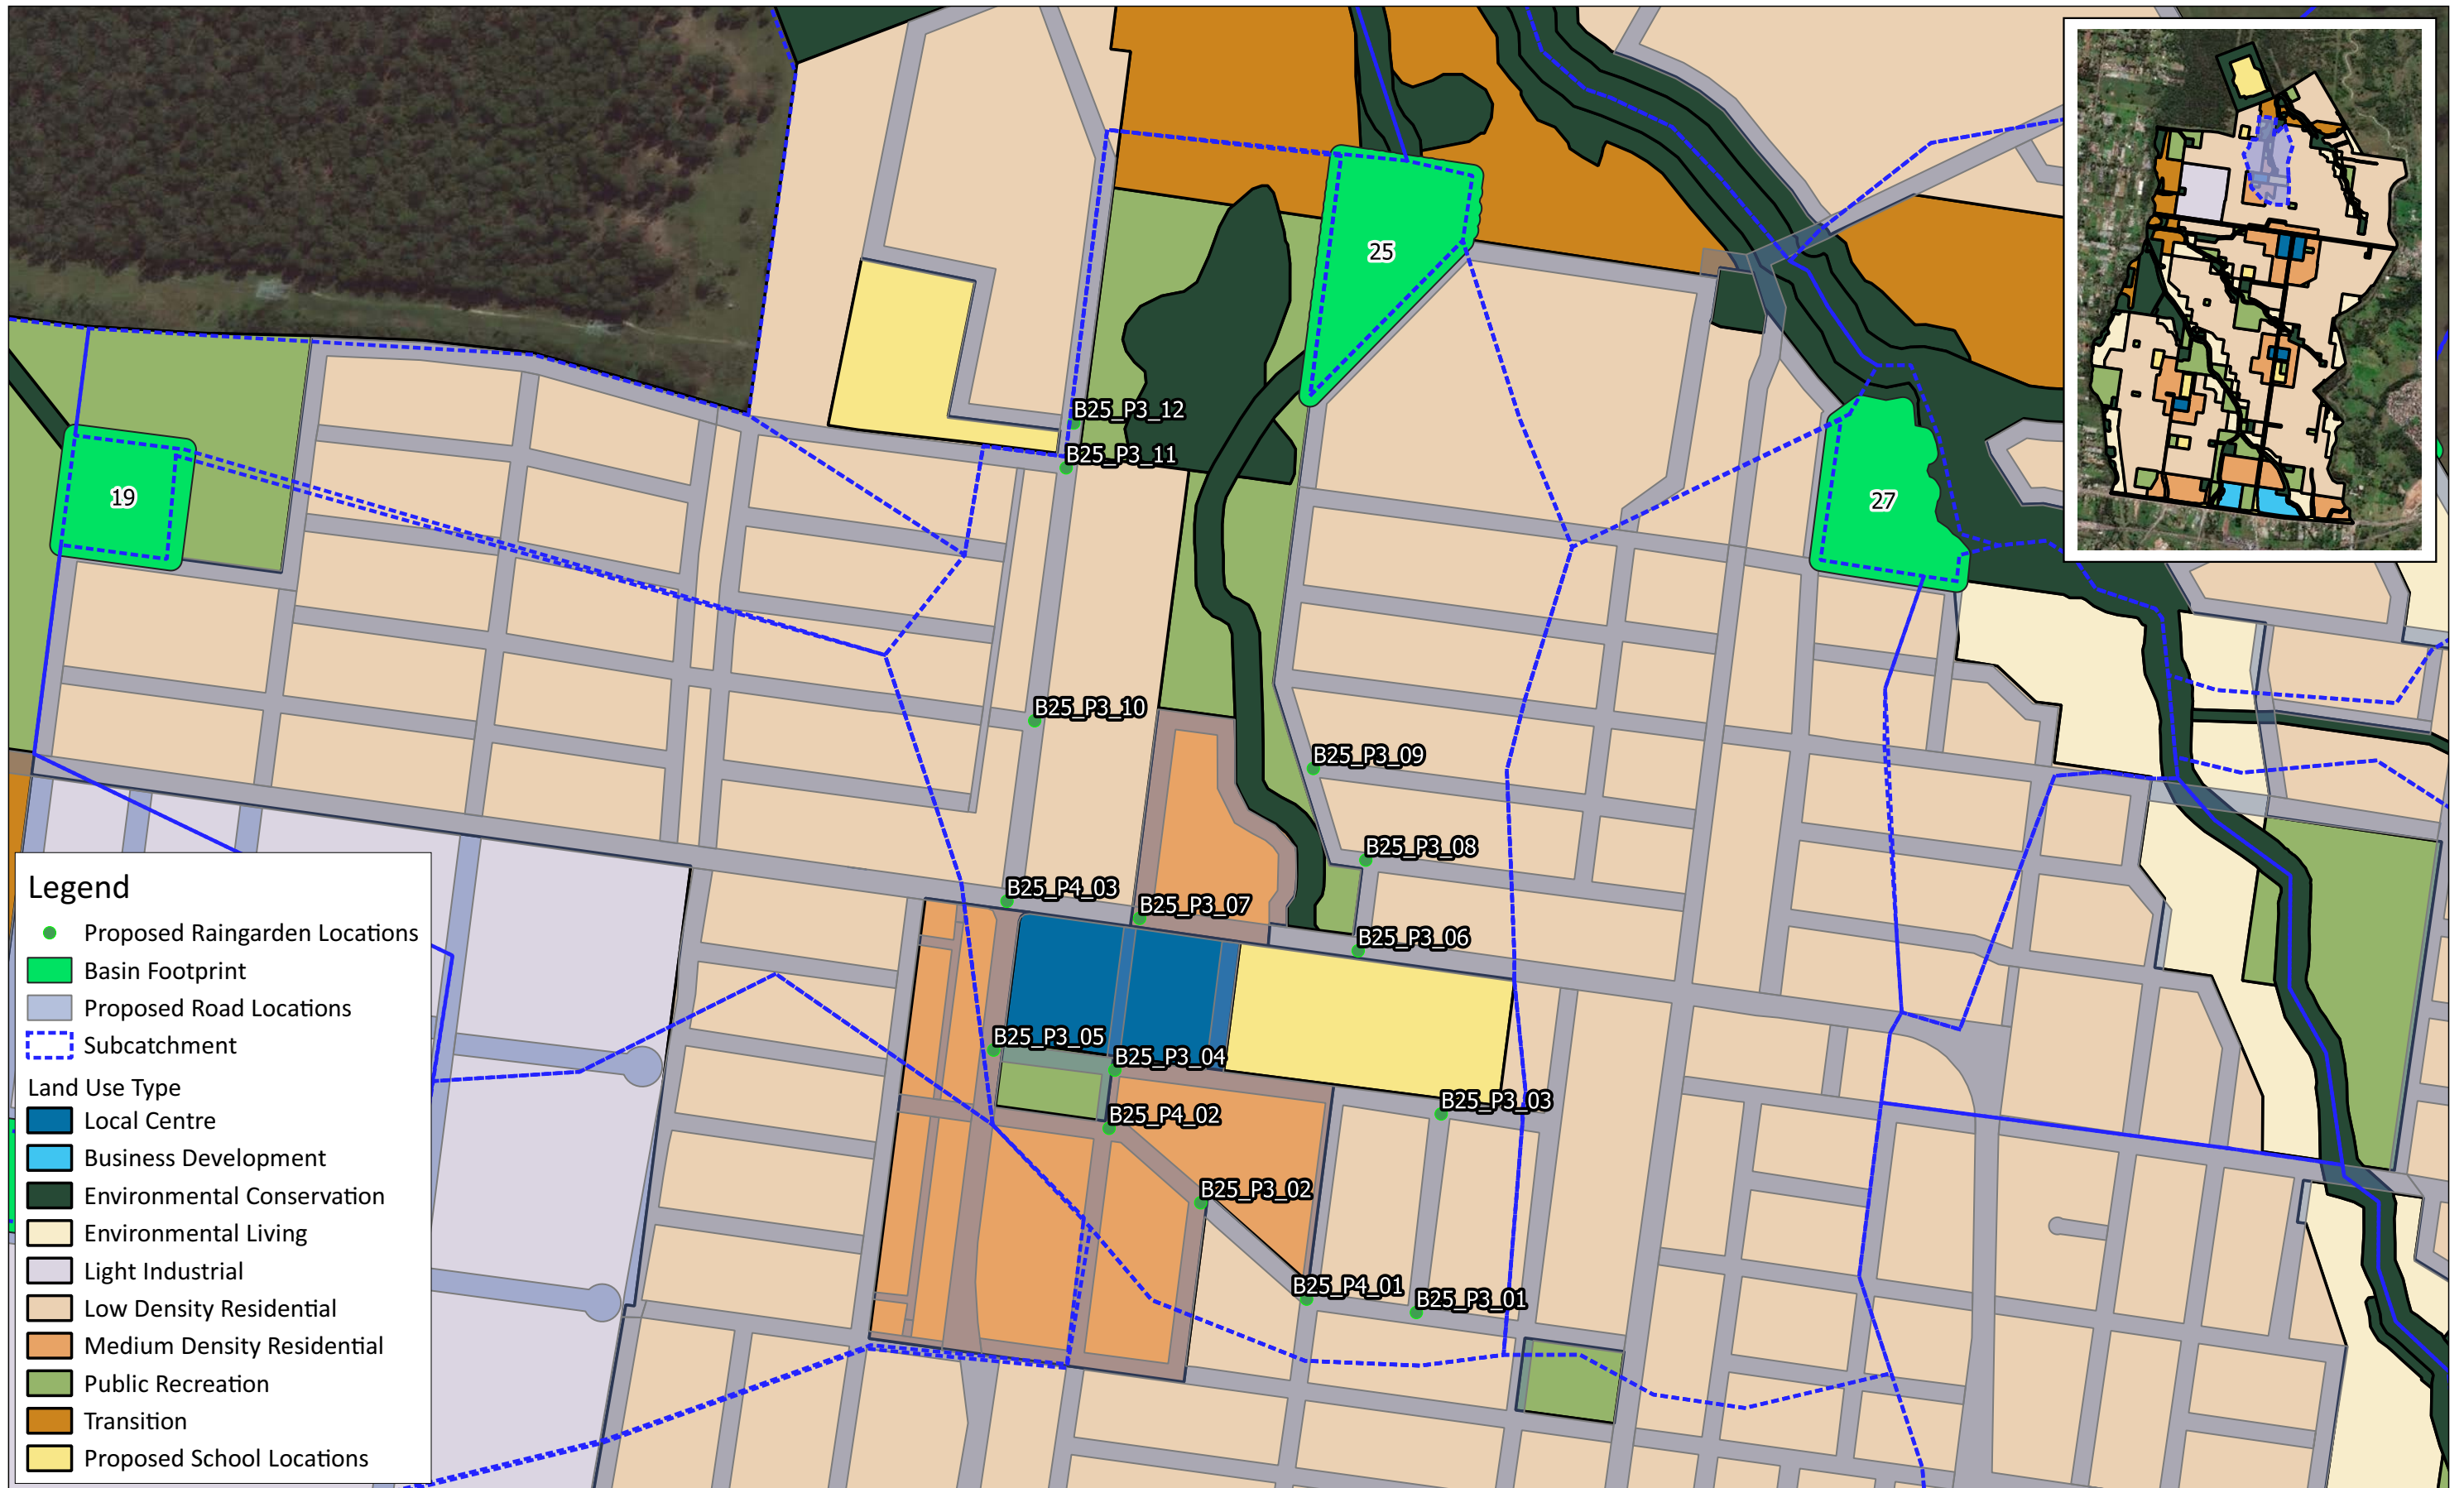 25
B25_P3_12
B25_P3_11
19
27
B25_P3_10
B25_P3_09
B25_P3_08
B25_P4_03
B25_P3_07
B25_P3_06
B25_P3_05
B25_P3_04
B25_P3_03
B25_P4_02
B25_P3_02
B25_P4_01
B25_P3_01
Legend
Proposed Raingarden Locations
Basin Footprint
Proposed Road Locations
Subcatchment
Land Use Type
Local Centre
Business Development
Environmental Conservation
Environmental Living
Light Industrial
Low Density Residential
Medium Density Residential
Public Recreation
Transition
Proposed School Locations